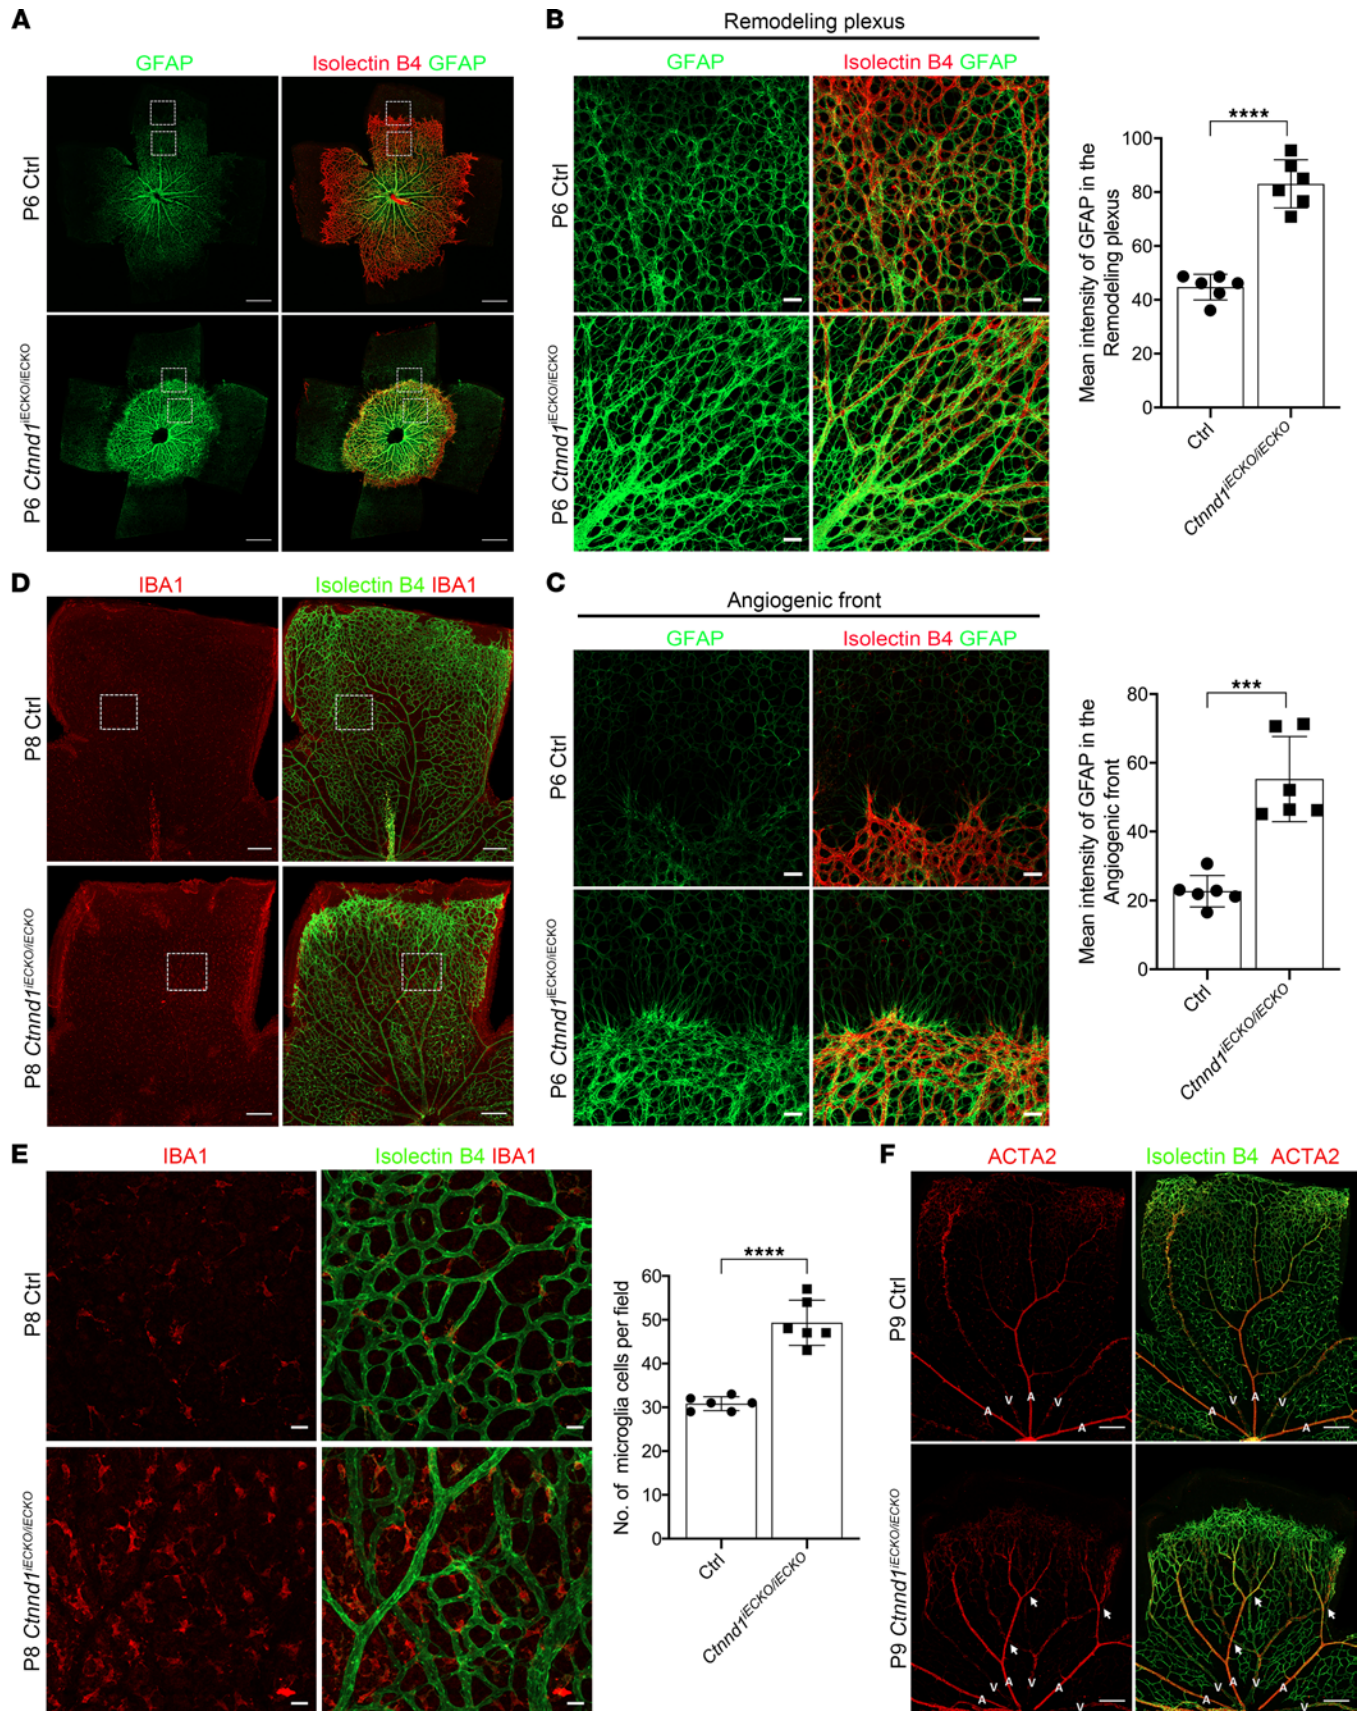 A
GFAP
Isolectin B4 GFAP
P6 Ctrl
P6 Ctnnd1iECKO/iECKO
B
Remodeling plexus
GFAP
Isolectin B4 GFAP
P6 Ctrl
P6 Ctnnd1iECKO/iECKO
Mean intensity of GFAP in the
Remodeling plexus
100
80
60
40
20
0
****
Ctrl
Ctnnd1iECKO/iECKO
D
IBA1
Isolectin B4 IBA1
P8 Ctrl
P8 Ctnnd1iECKO/iECKO
C
Angiogenic front
GFAP
Isolectin B4 GFAP
P6 Ctrl
P6 Ctnnd1iECKO/iECKO
Mean intensity of GFAP in the
Angiogenic front
80
60
40
20
0
***
Ctrl
Ctnnd1iECKO/iECKO
E
IBA1
Isolectin B4 IBA1
P8 Ctrl
P8 Ctnnd1iECKO/iECKO
No. of microglia cells per field
60
50
40
30
20
10
0
****
Ctrl
Ctnnd1iECKO/iECKO
F
ACTA2
Isolectin B4 ACTA2
P9 Ctrl
A V A V A
A V A V A
P9 Ctnnd1iECKO/iECKO
A V A V A V
A V A V A V